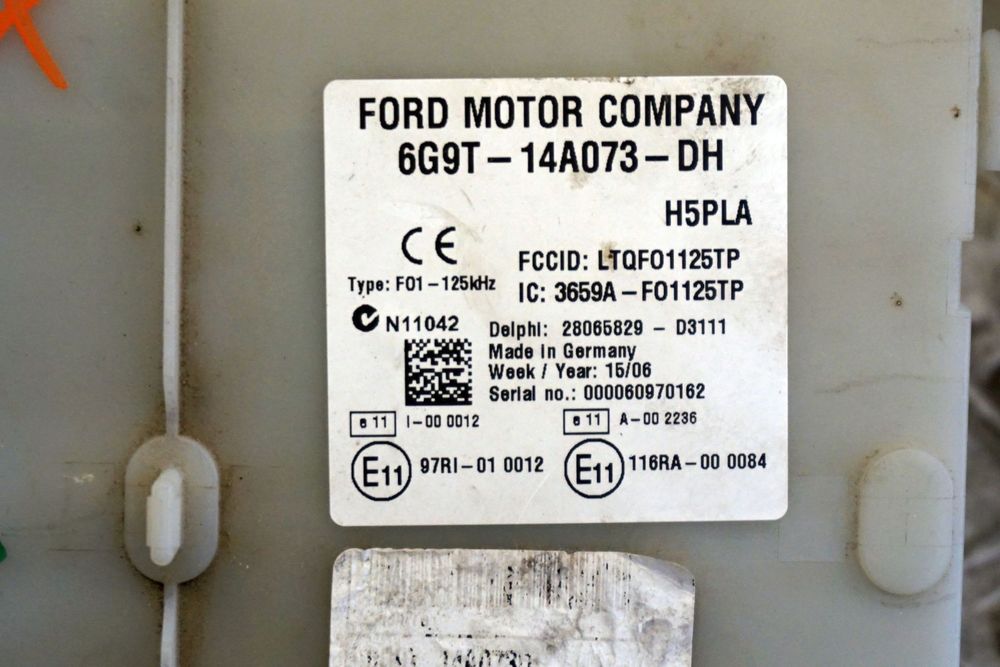 FORD MOTOR COMPANY
6G9T – 14A073 – DH
H5PLA
CE
FCCID: LTQFO1125TP
Type: FO1 – 125kHz
IC: 3659A – FO1125TP
N11042
Delphi: 28065829 – D3111
Made in Germany
Week / Year: 15/06
Serial no.: 000060970162
e 11 I–00 0012
e 11 A–00 2236
E11 97RI–01 0012
E11 116RA–00 0084